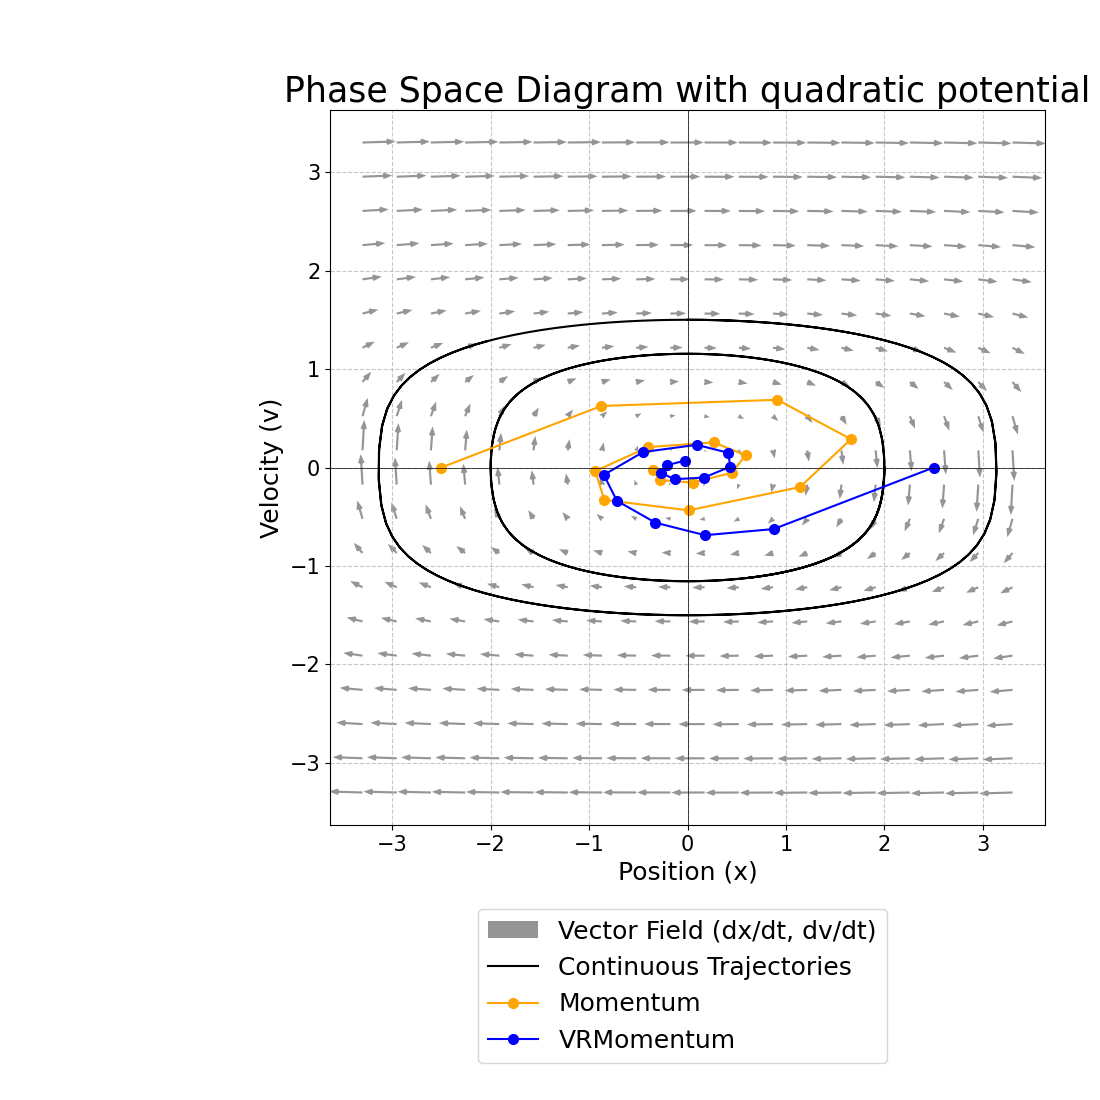 Phase Space Diagram with quadratic potential
Velocity (v)
3
2
1
0
−1
−2
−3
−3 −2 −1 0 1 2 3
Position (x)
Vector Field (dx/dt, dv/dt)
Continuous Trajectories
Momentum
VRMomentum